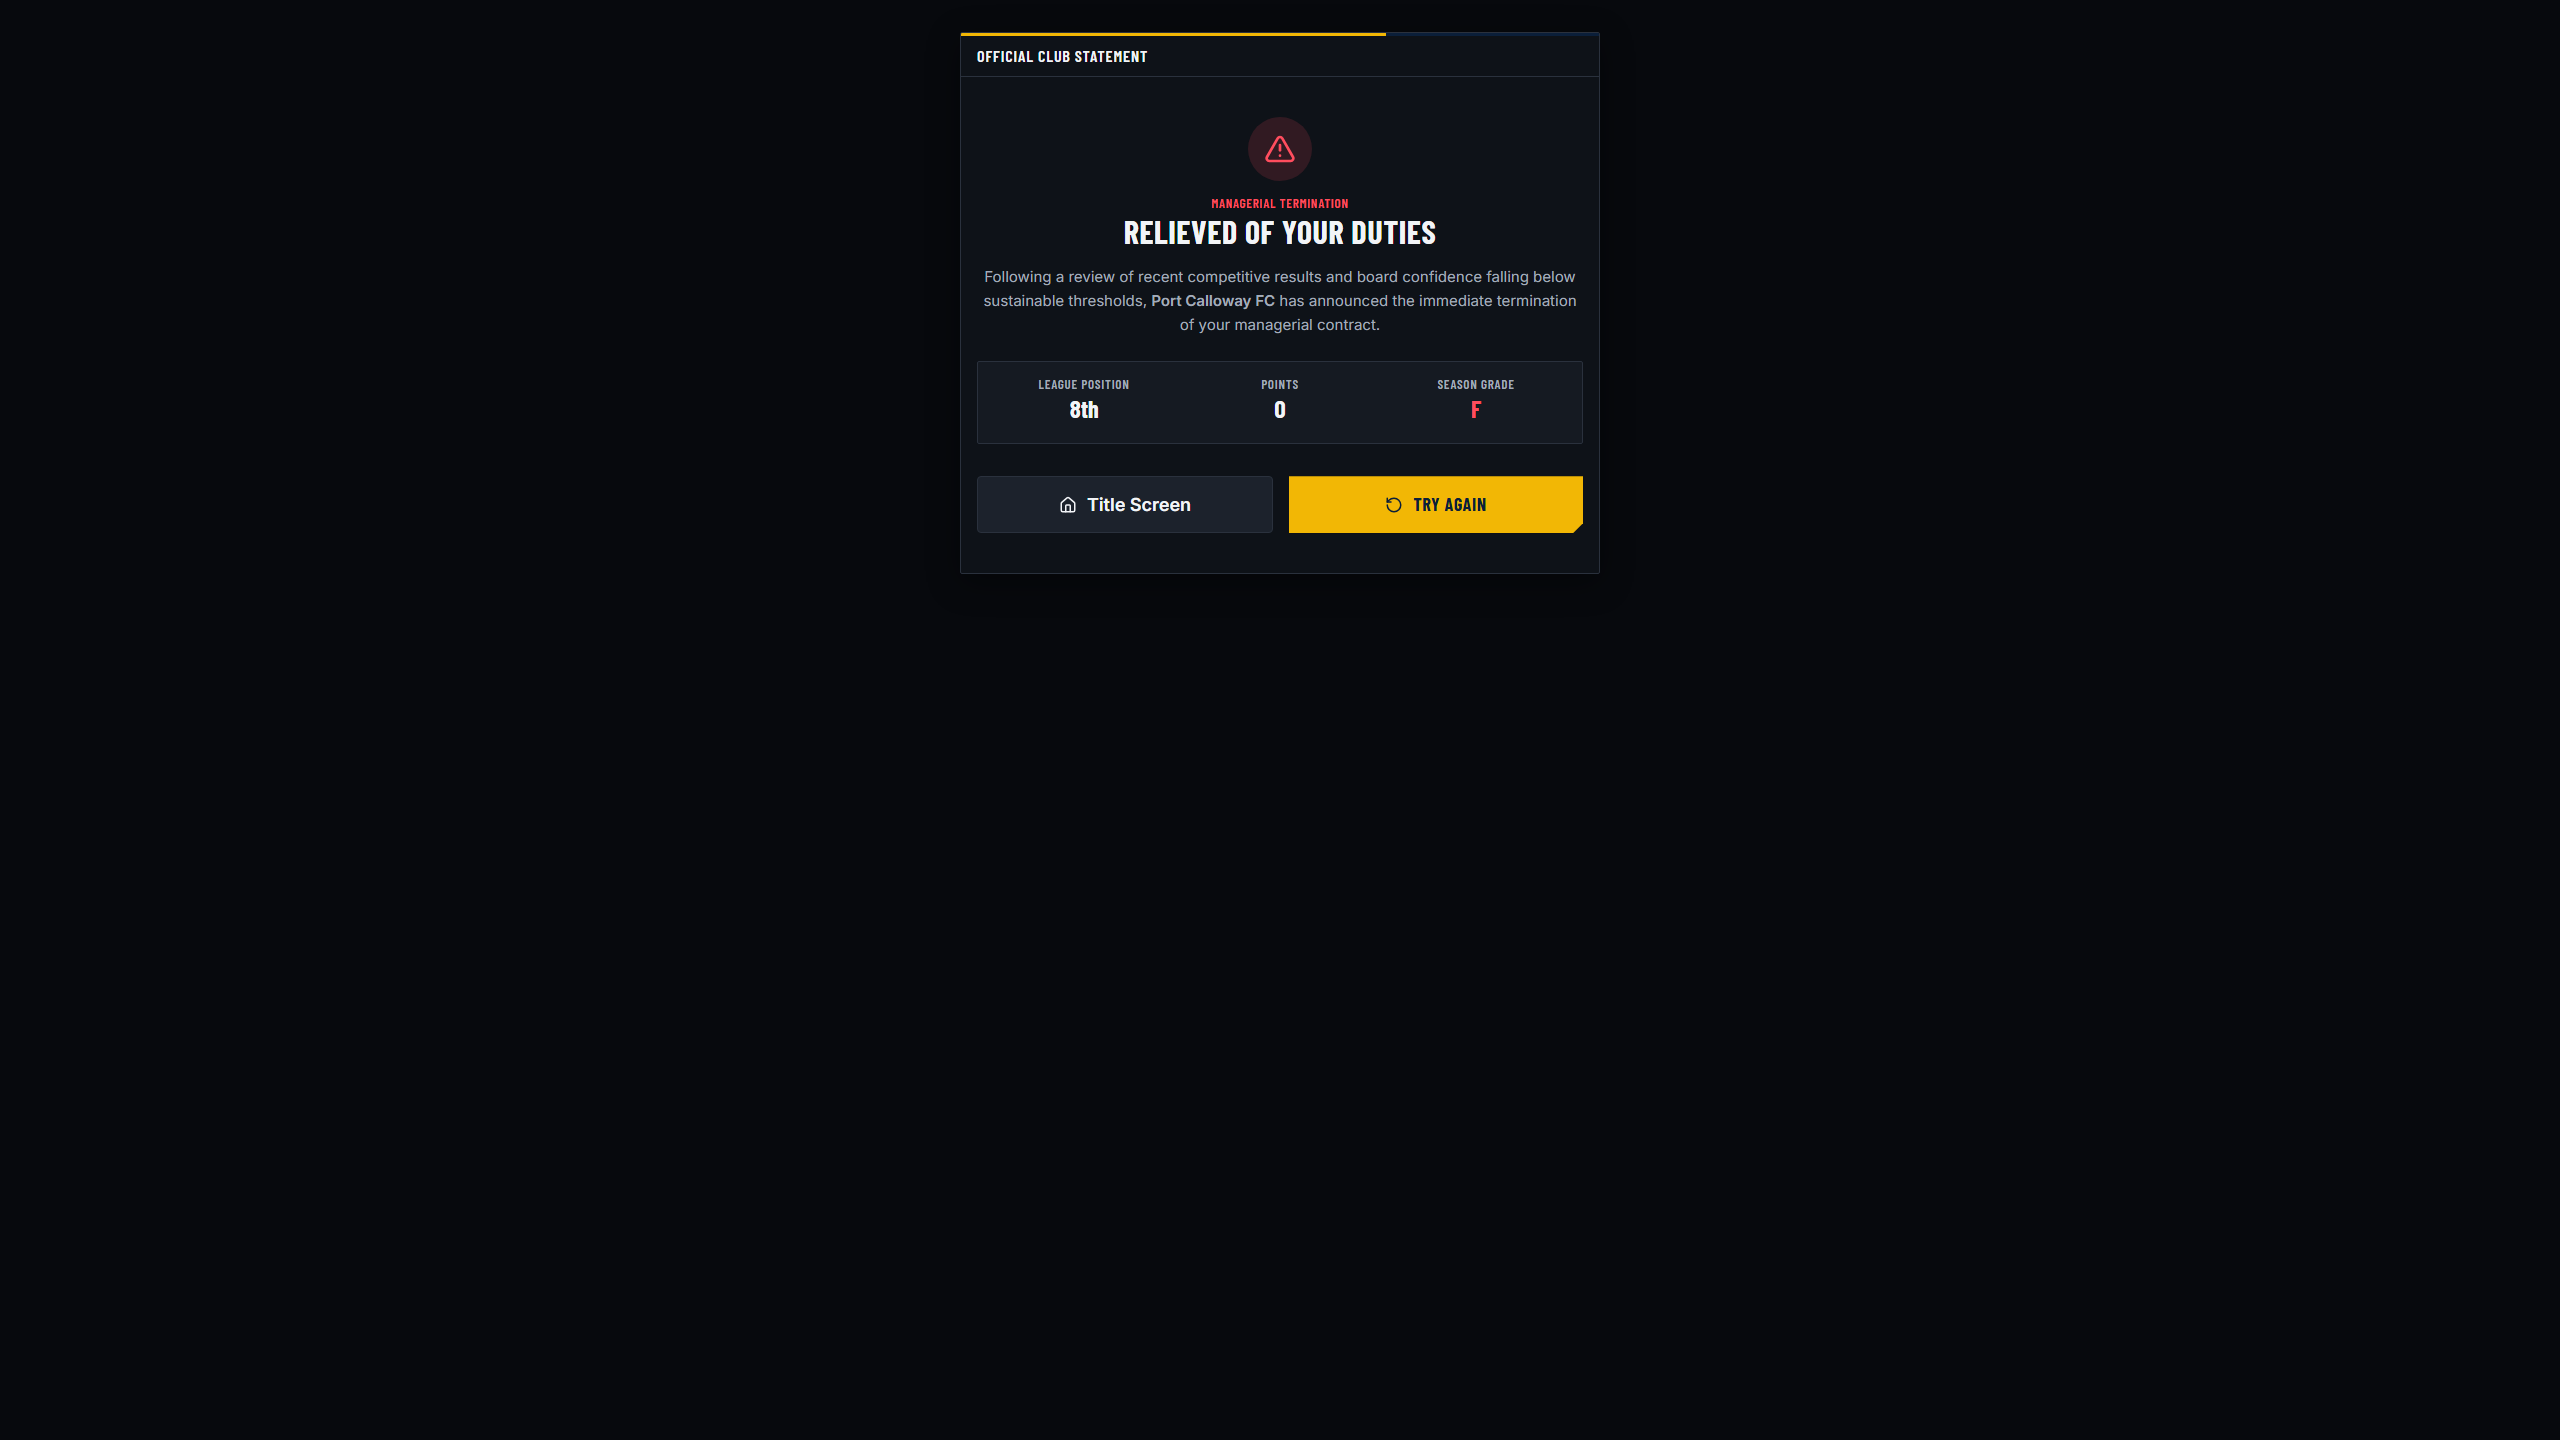 OFFICIAL CLUB STATEMENT
MANAGERIAL TERMINATION
RELIEVED OF YOUR DUTIES
Following a review of recent competitive results and board confidence falling below
sustainable thresholds, Port Calloway FC has announced the immediate termination
of your managerial contract.
LEAGUE POSITION POINTS SEASON GRADE
8th 0 F
Title Screen TRY AGAIN